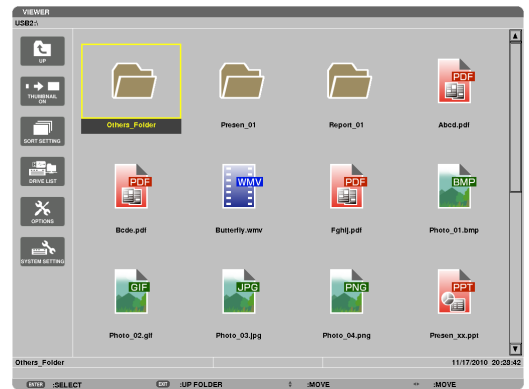 VIEWER
USB2:\
UP
THUMBNAIL
ON
SORT SETTING
DRIVE LIST
OPTIONS
SYSTEM SETTING
Others_Folder
Presen_01
Report_01
PDF
Abcd.pdf
PDF
Bcde.pdf
WMV
Butterfly.wmv
PDF
Fghij.pdf
BMP
Photo_01.bmp
GIF
Photo_02.gif
JPG
Photo_03.jpg
PNG
Photo_04.png
PPT
Presen_xx.ppt
Others_Folder 11/17/2010 20:28:42
ENTER :SELECT EXIT :UP FOLDER :MOVE :MOVE